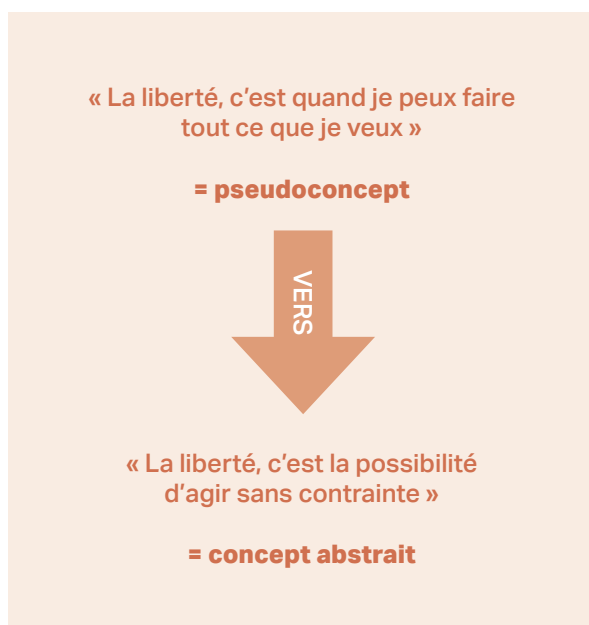 « La liberté, c’est quand je peux faire
tout ce que je veux »
= pseudoconcept
VERS
« La liberté, c’est la possibilité
d’agir sans contrainte »
= concept abstrait